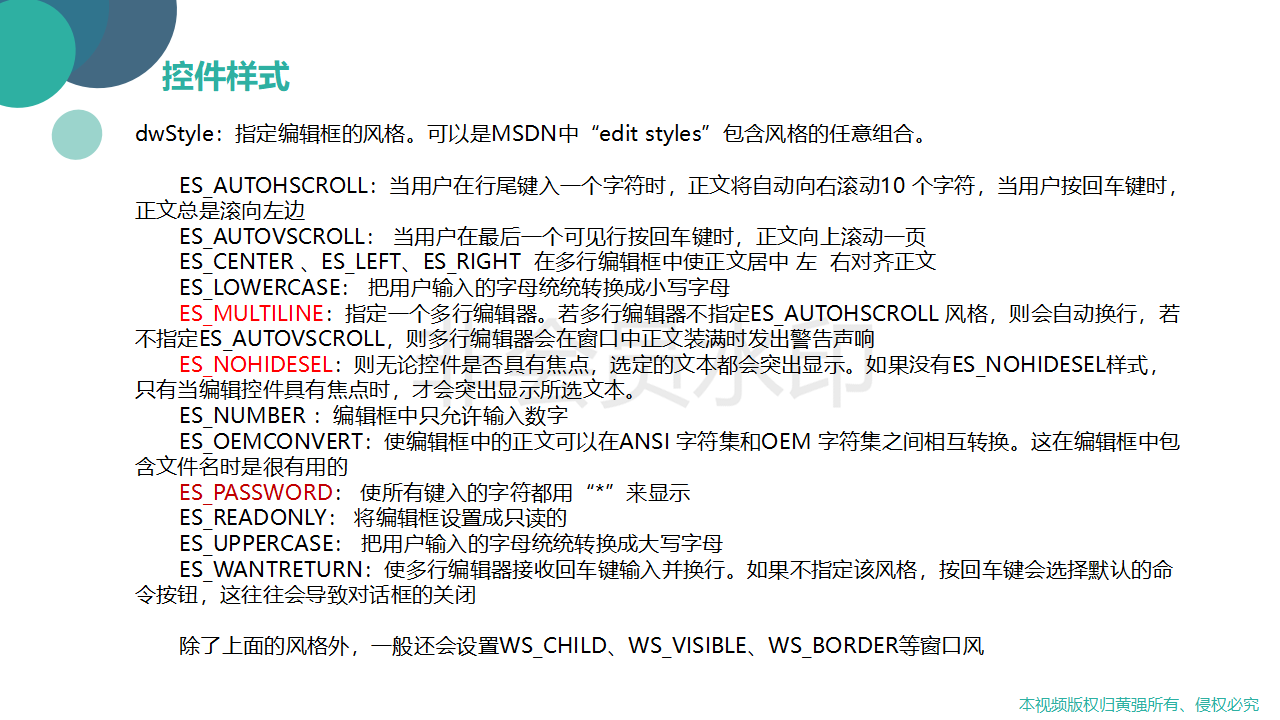 控件样式
dwStyle：指定编辑框的风格。可以是MSDN中“edit styles”包含风格的任意组合。
ES_AUTOHSCROLL：当用户在行尾键入一个字符时，正文将自动向右滚动10 个字符，当用户按回车键时，
正文总是滚向左边
ES_AUTOVSCROLL： 当用户在最后一个可见行按回车键时，正文向上滚动一页
ES_CENTER 、ES_LEFT、ES_RIGHT 在多行编辑框中使正文居中 左 右对齐正文
ES_LOWERCASE： 把用户输入的字母统统转换成小写字母
ES_MULTILINE：指定一个多行编辑器。若多行编辑器不指定ES_AUTOHSCROLL 风格，则会自动换行，若
不指定ES_AUTOVSCROLL，则多行编辑器会在窗口中正文装满时发出警告声响
ES_NOHIDESEL：则无论控件是否具有焦点，选定的文本都会突出显示。如果没有ES_NOHIDESEL样式，
只有当编辑控件具有焦点时，才会突出显示所选文本。
ES_NUMBER ：编辑框中只允许输入数字
ES_OEMCONVERT：使编辑框中的正文可以在ANSI 字符集和OEM 字符集之间相互转换。这在编辑框中包
含文件名时是很有用的
ES_PASSWORD： 使所有键入的字符都用“*”来显示
ES_READONLY： 将编辑框设置成只读的
ES_UPPERCASE： 把用户输入的字母统统转换成大写字母
ES_WANTRETURN：使多行编辑器接收回车键输入并换行。如果不指定该风格，按回车键会选择默认的命
令按钮，这往往会导致对话框的关闭
除了上面的风格外，一般还会设置WS_CHILD、WS_VISIBLE、WS_BORDER等窗口风
非会员水印
本视频版权归黄强所有、侵权必究